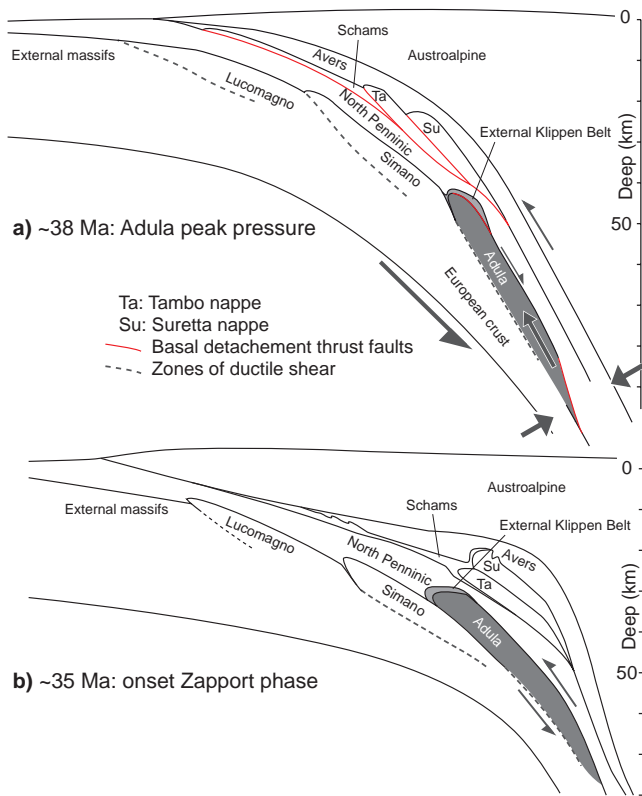 0
Schams
External massifs
Avers
Austroalpine
Ta
Lucomagno
North Penninic
Su
External Klippen Belt
Simano
Deep (km)
a) ~38 Ma: Adula peak pressure
50
Adula
European crust
Ta: Tambo nappe
Su: Suretta nappe
Basal detachement thrust faults
Zones of ductile shear
0
Austroalpine
Schams
External massifs
External Klippen Belt
Lucomagno
North Penninic
Avers
Su
Ta
Simano
Adula
Deep (km)
b) ~35 Ma: onset Zapport phase
50